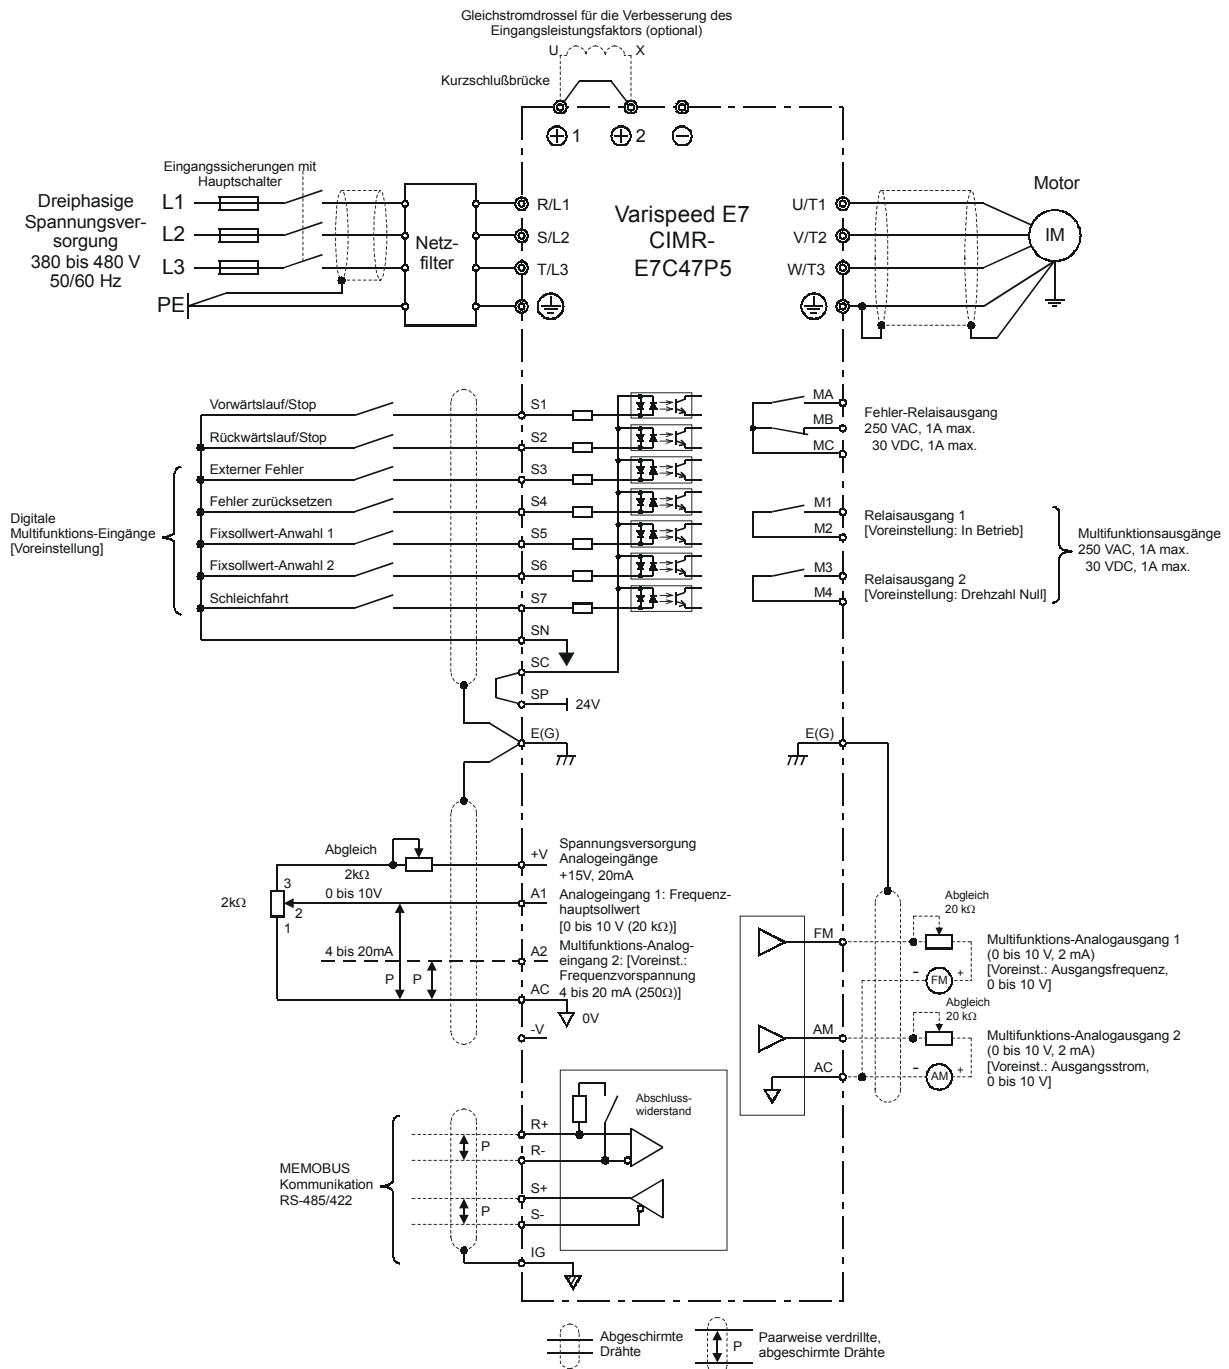 Gleichstromdrossel für die Verbesserung des
Eingangsleistungsfaktors (optional)
U
X
Kurzschlußbrücke
1
2
Eingangssicherungen mit
Hauptschalter
Dreiphasige
Spannungsver-
sorgung
380 bis 480 V
50/60 Hz
L1
L2
L3
PE
Netz-
filter
R/L1
S/L2
T/L3
Varispeed E7
CIMR-
E7C47P5
U/T1
V/T2
W/T3
Motor
IM
Digitale
Multifunktions-Eingänge
[Voreinstellung]
Vorwärtslauf/Stop
S1
Rückwärtslauf/Stop
S2
Externer Fehler
S3
Fehler zurücksetzen
S4
Fixsollwert-Anwahl 1
S5
Fixsollwert-Anwahl 2
S6
Schleichfahrt
S7
SN
SC
SP
24V
E(G)
MA
MB
MC
Fehler-Relaisausgang
250 VAC, 1A max.
30 VDC, 1A max.
M1
M2
Relaisausgang 1
[Voreinstellung: In Betrieb]
M3
M4
Relaisausgang 2
[Voreinstellung: Drehzahl Null]
Multifunktionsausgänge
250 VAC, 1A max.
30 VDC, 1A max.
E(G)
Abgleich
2kΩ
2kΩ
3
2
1
0 bis 10V
4 bis 20mA
P
P
+V
Spannungsversorgung
Analogeingänge
+15V, 20mA
A1
Analogeingang 1: Frequenz-
hauptsollwert
[0 bis 10 V (20 kΩ)]
A2
Multifunktions-Analog-
eingang 2: [Voreinst.:
Frequenzvorspannung
4 bis 20 mA (250Ω)]
AC
0V
-V
FM
AM
AC
Abgleich
20 kΩ
-
FM
+
Multifunktions-Analogausgang 1
(0 bis 10 V, 2 mA)
[Voreinst.: Ausgangsfrequenz,
0 bis 10 V]
Abgleich
20 kΩ
-
AM
+
Multifunktions-Analogausgang 2
(0 bis 10 V, 2 mA)
[Voreinst.: Ausgangsstrom,
0 bis 10 V]
MEMOBUS
Kommunikation
RS-485/422
P
P
R+
R-
S+
S-
IG
Abschluss-
widerstand
Abgeschirmte
Drähte
P
Paarweise verdrillte,
abgeschirmte Drähte